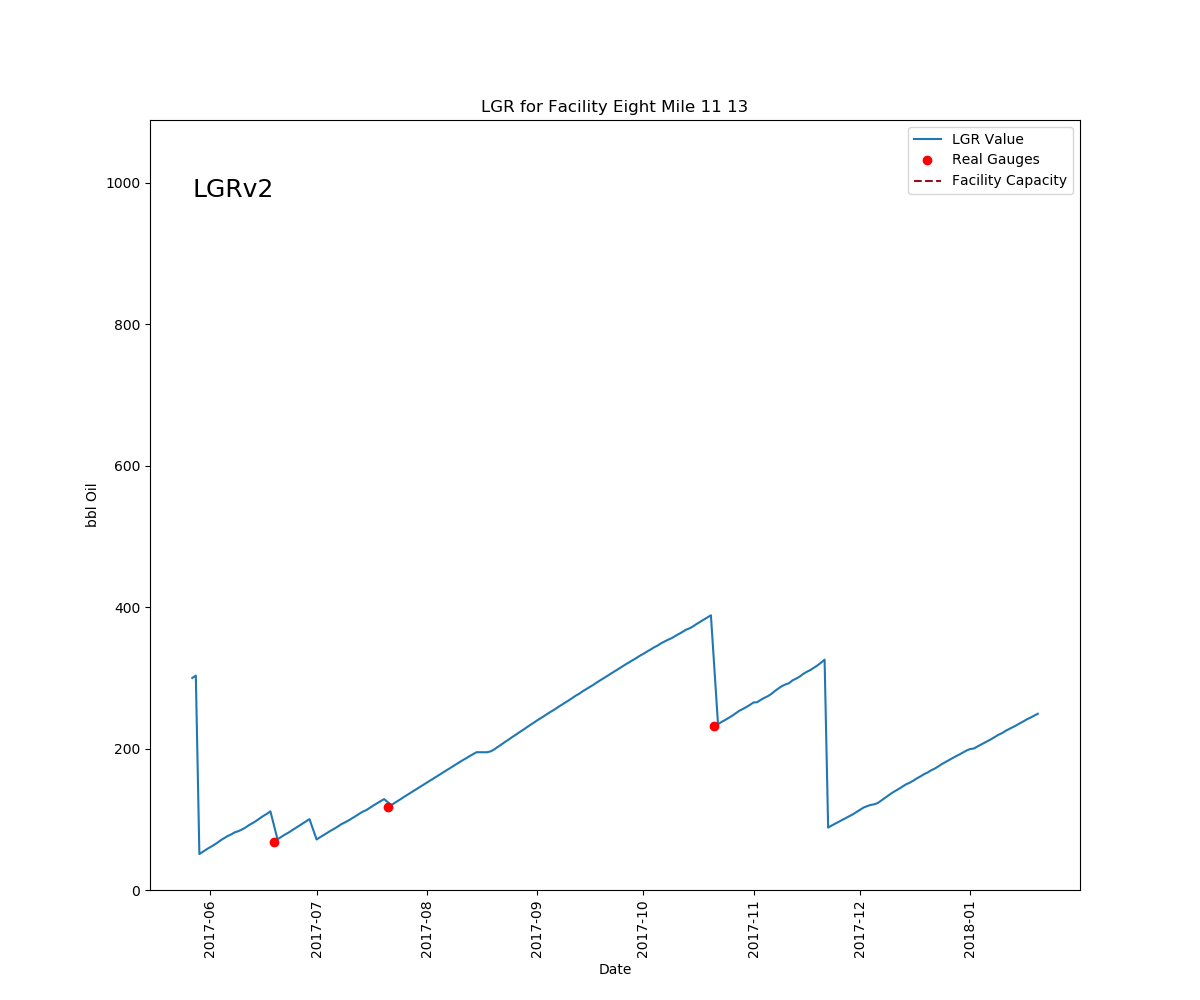 LGR for Facility Eight Mile 11 13
LGR Value
Real Gauges
Facility Capacity
LGRv2
1000
800
600
400
200
0
bbl Oil
2017-06
2017-07
2017-08
2017-09
2017-10
2017-11
2017-12
2018-01
Date